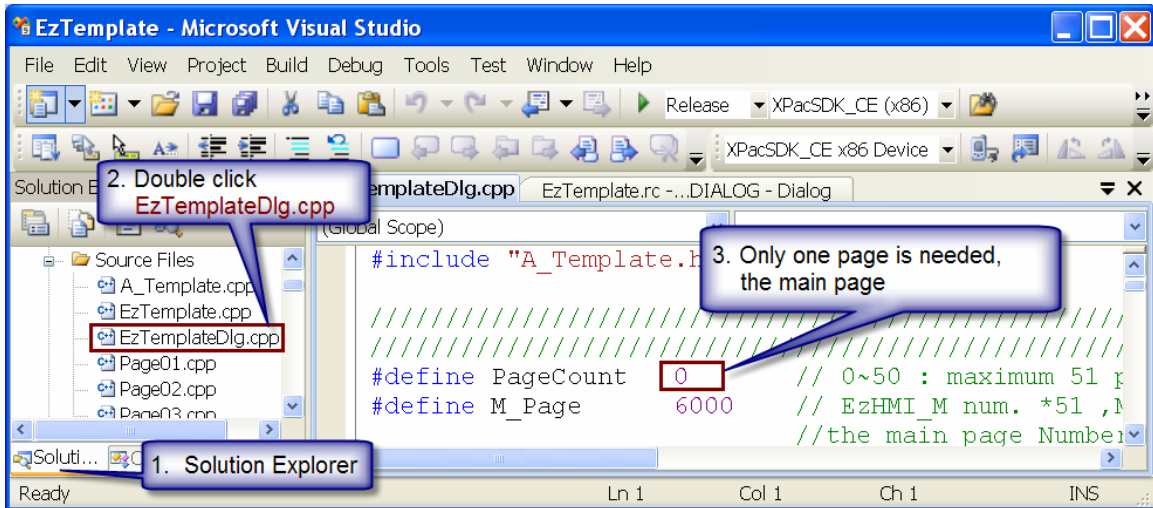 EzTemplate - Microsoft Visual Studio
File Edit View Project Build Debug Tools Test Window Help
Release XPacSDK_CE (x86)
XPacSDK_CE x86 Device
Solution E
2. Double click
EzTemplateDlg.cpp
emplateDlg.cpp EzTemplate.rc -...DIALOG - Dialog
(Global Scope)
Source Files
A_Template.cpp
EzTemplate.cpp
EzTemplateDlg.cpp
Page01.cpp
Page02.cpp
Page03.cpp
#include "A_Template.h
3. Only one page is needed,
the main page
////////////////////////////////////////////////
////////////////////////////////////////////////
#define PageCount 0 // 0~50 : maximum 51 p
#define M_Page 6000 // EzHMI_M num. *51 ,M
//the main page Number
Soluti...
1. Solution Explorer
Ready Ln 1 Col 1 Ch 1 INS